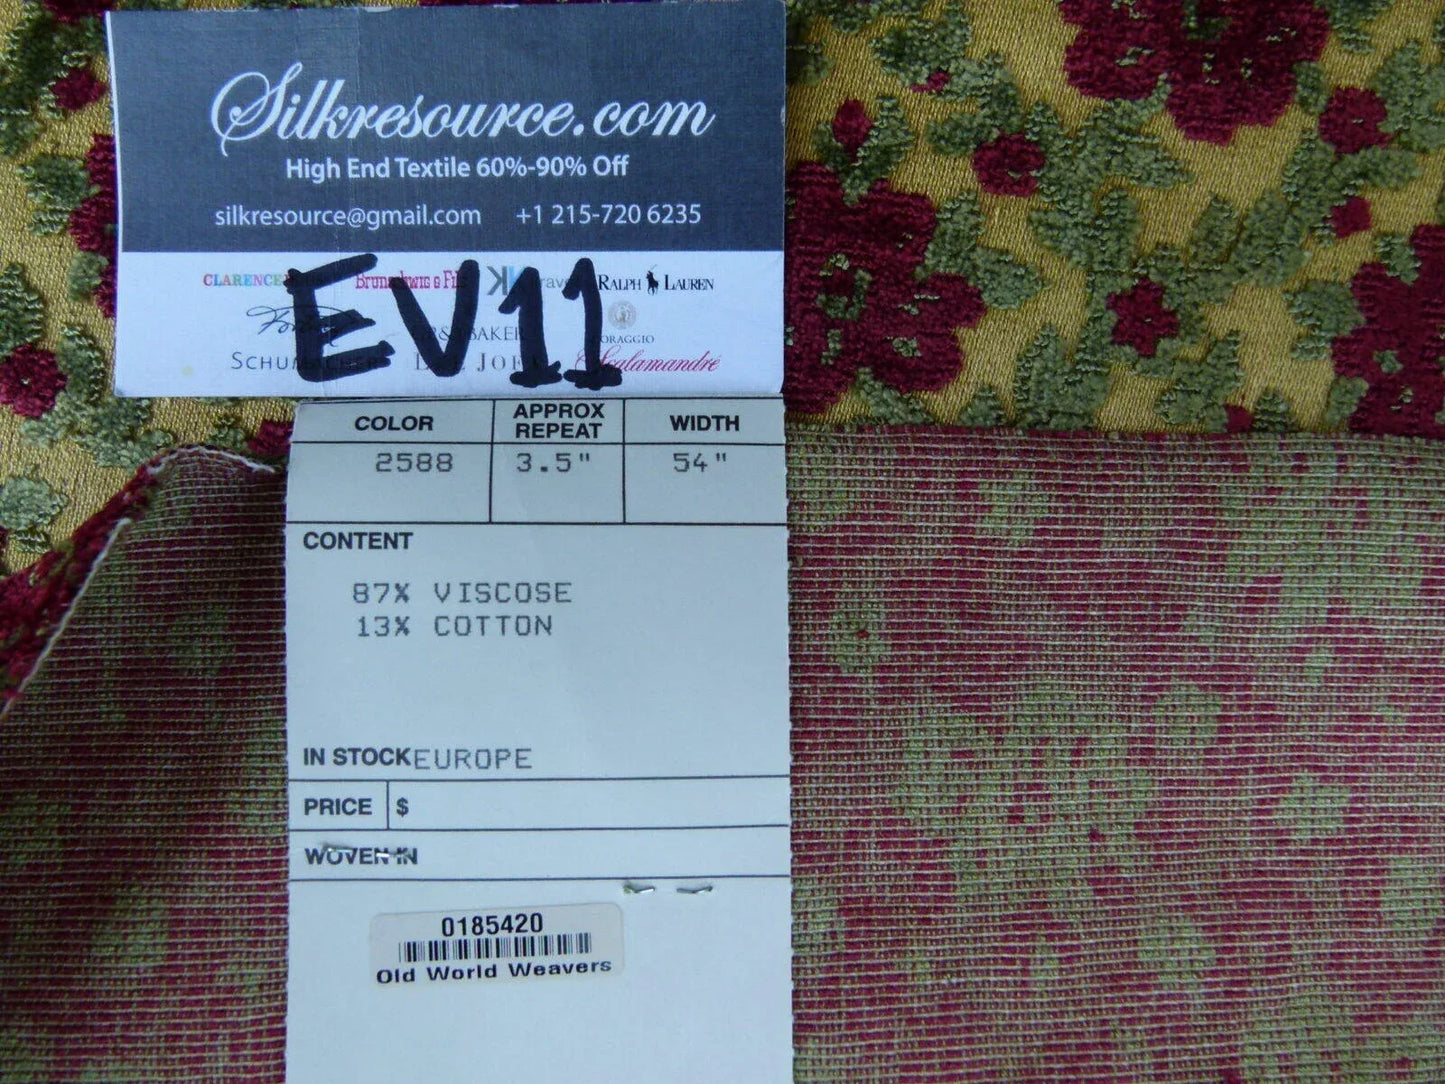 Silkresource.com
High End Textile 60%-90% Off
silkresource@gmail.com +1 215-720 6235
CLARENCE
RALPH LAUREN
EV11
BAKER
SCHUMACHER
Scalamandré
COLOR
APPROX REPEAT
WIDTH
2588 3.5" 54"
CONTENT
87% VISCOSE
13% COTTON
IN STOCK EUROPE
PRICE $
WOVEN IN
0185420
Old World Weavers